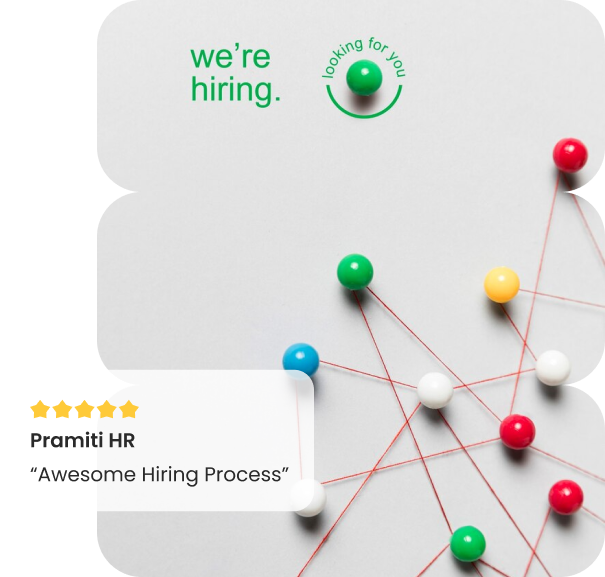 we’re
hiring.
looking for you
Pramiti HR
“Awesome Hiring Process”